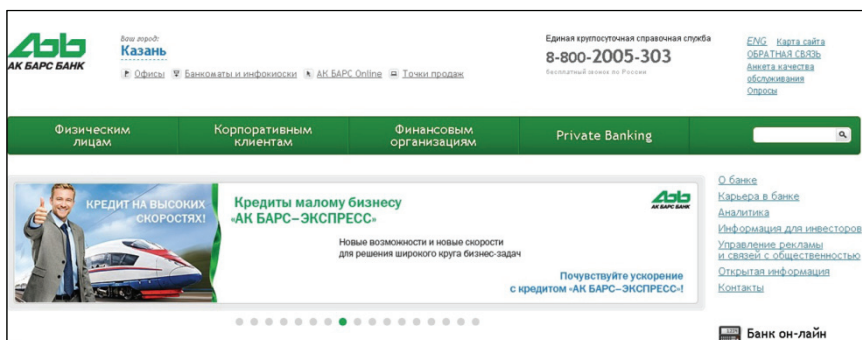 АК БАРС БАНК
Ваш город:
Казань
Офисы Банкоматы и инфокиоски АК БАРС Online Точки продаж
Единая круглосуточная справочная служба
8-800-2005-303
бесплатный звонок по России
ENG Карта сайта
ОБРАТНАЯ СВЯЗЬ
Анкета качества
обслуживания
Опросы
Физическим
лицам
Корпоративным
клиентам
Финансовым
организациям
Private Banking
КРЕДИТ НА ВЫСОКИХ
СКОРОСТЯХ!
Кредиты малому бизнесу
«АК БАРС–ЭКСПРЕСС»
АК БАРС БАНК
Новые возможности и новые скорости
для решения широкого круга бизнес-задач
Почувствуйте ускорение
с кредитом «АК БАРС–ЭКСПРЕСС»!
О банке
Карьера в банке
Аналитика
Информация для инвесторов
Управление рекламы
и связей с общественностью
Открытая информация
Контакты
Банк он-лайн